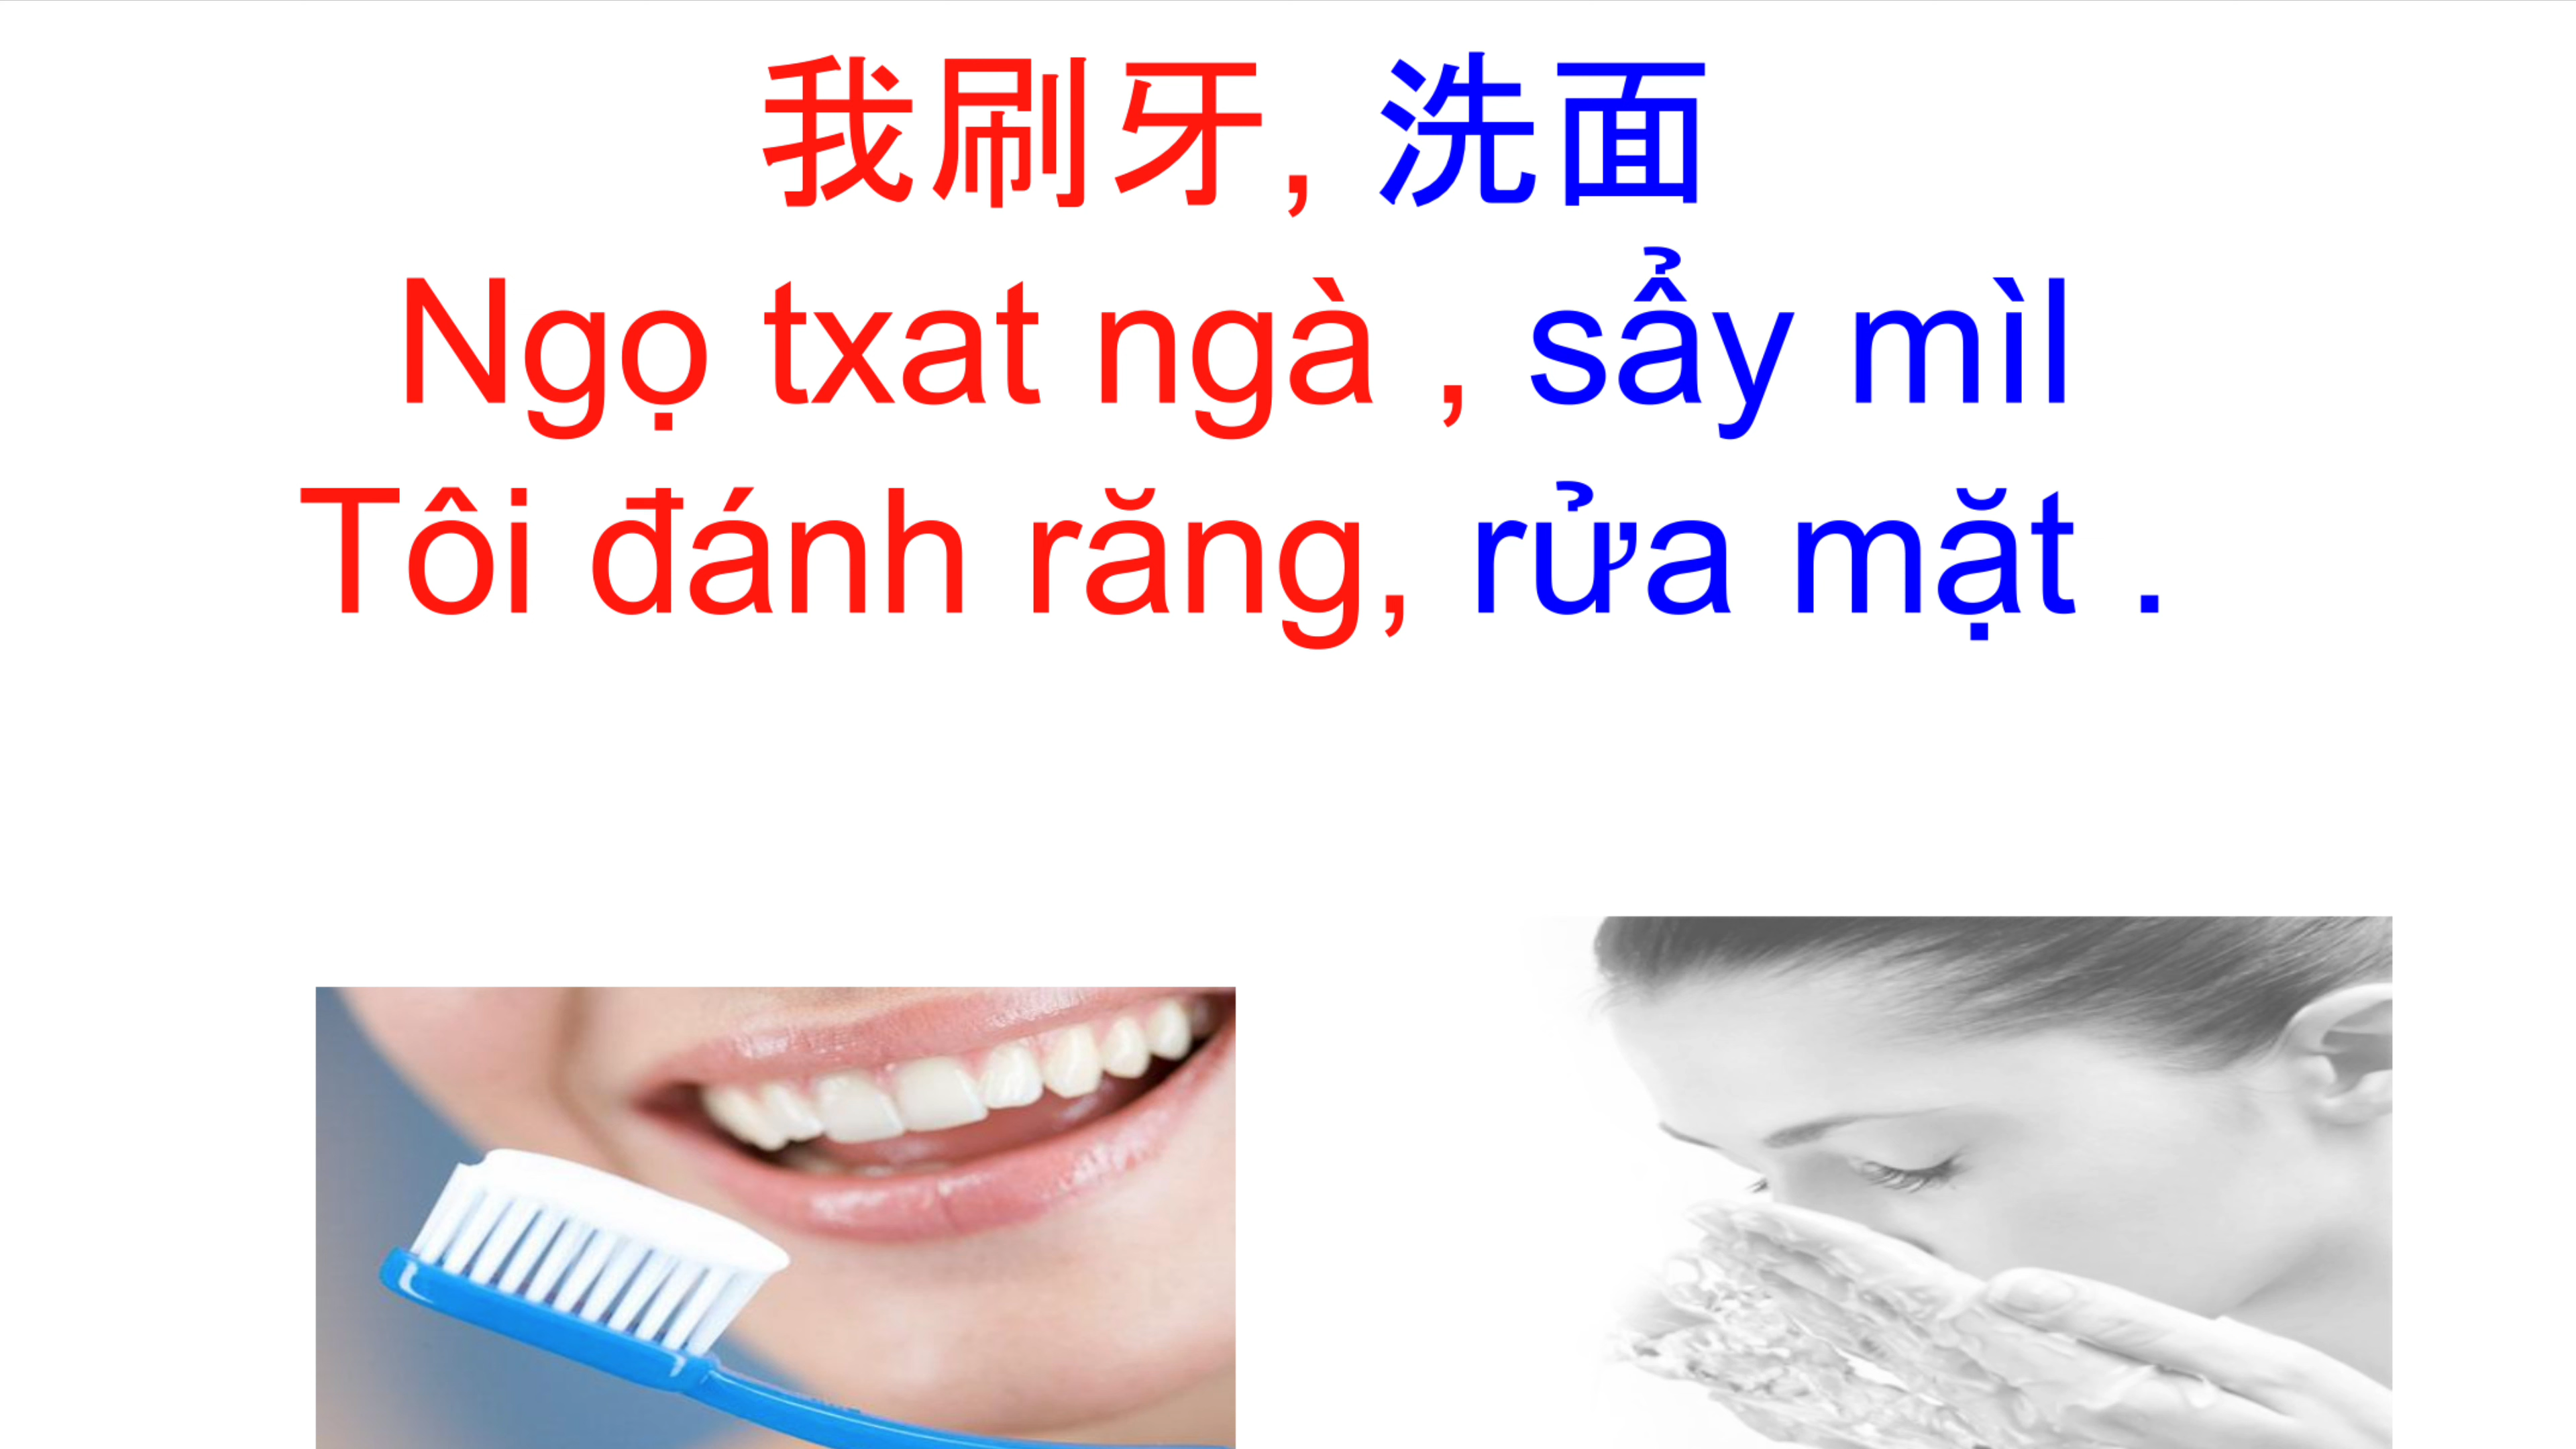 我刷牙, 洗面
Ngọ txat ngà , sẩy mìl
Tôi đánh răng, rửa mặt .